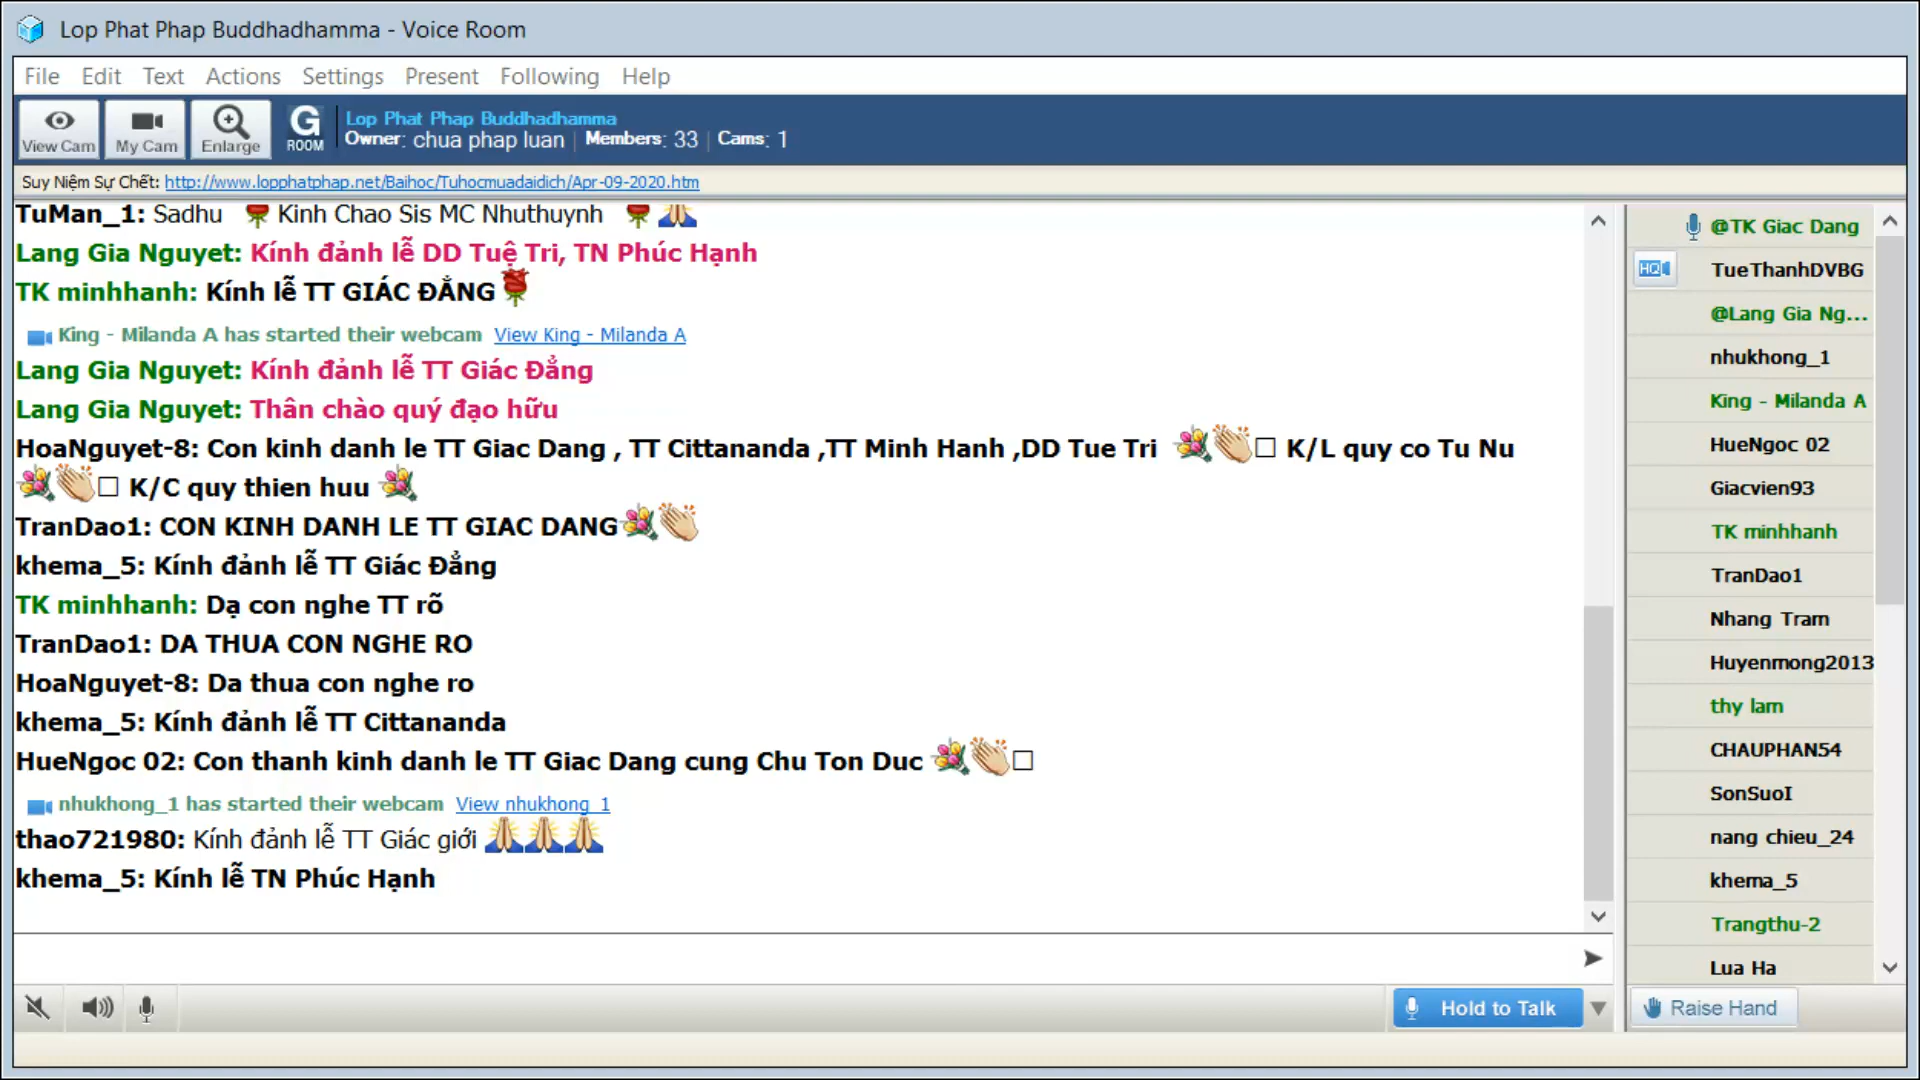 Lop Phat Phap Buddhadhamma - Voice Room
File Edit Text Actions Settings Present Following Help
View Cam My Cam Enlarge G ROOM
Lop Phat Phap Buddhadhamma
Owner: chua phap luan | Members: 33 | Cams: 1
Suy Niệm Sự Chết: http://www.lopphatphap.net/Baihoc/Tuhocmuadaidich/Apr-09-2020.htm
TuMan_1: Sadhu Kinh Chao Sis MC Nhuthuynh
Lang Gia Nguyet: Kính đảnh lễ DD Tuệ Tri, TN Phúc Hạnh
TK minhhanh: Kính lễ TT GIÁC ĐẲNG
King - Milanda A has started their webcam View King - Milanda A
Lang Gia Nguyet: Kính đảnh lễ TT Giác Đẳng
Lang Gia Nguyet: Thân chào quý đạo hữu
HoaNguyet-8: Con kinh danh le TT Giac Dang , TT Cittananda ,TT Minh Hanh ,DD Tue Tri K/L quy co Tu Nu
K/C quy thien huu
TranDao1: CON KINH DANH LE TT GIAC DANG
khema_5: Kính đảnh lễ TT Giác Đẳng
TK minhhanh: Dạ con nghe TT rõ
TranDao1: DA THUA CON NGHE RO
HoaNguyet-8: Da thua con nghe ro
khema_5: Kính đảnh lễ TT Cittananda
HueNgoc 02: Con thanh kinh danh le TT Giac Dang cung Chu Ton Duc
nhukhong_1 has started their webcam View nhukhong_1
thao721980: Kính đảnh lễ TT Giác giới
khema_5: Kính lễ TN Phúc Hạnh
@TK Giac Dang
HQ TueThanhDVBG
@Lang Gia Ng...
nhukhong_1
King - Milanda A
HueNgoc 02
Giacvien93
TK minhhanh
TranDao1
Nhang Tram
Huyenmong2013
thy lam
CHAUPHAN54
SonSuoI
nang chieu_24
khema_5
Trangthu-2
Lua Ha
Hold to Talk
Raise Hand